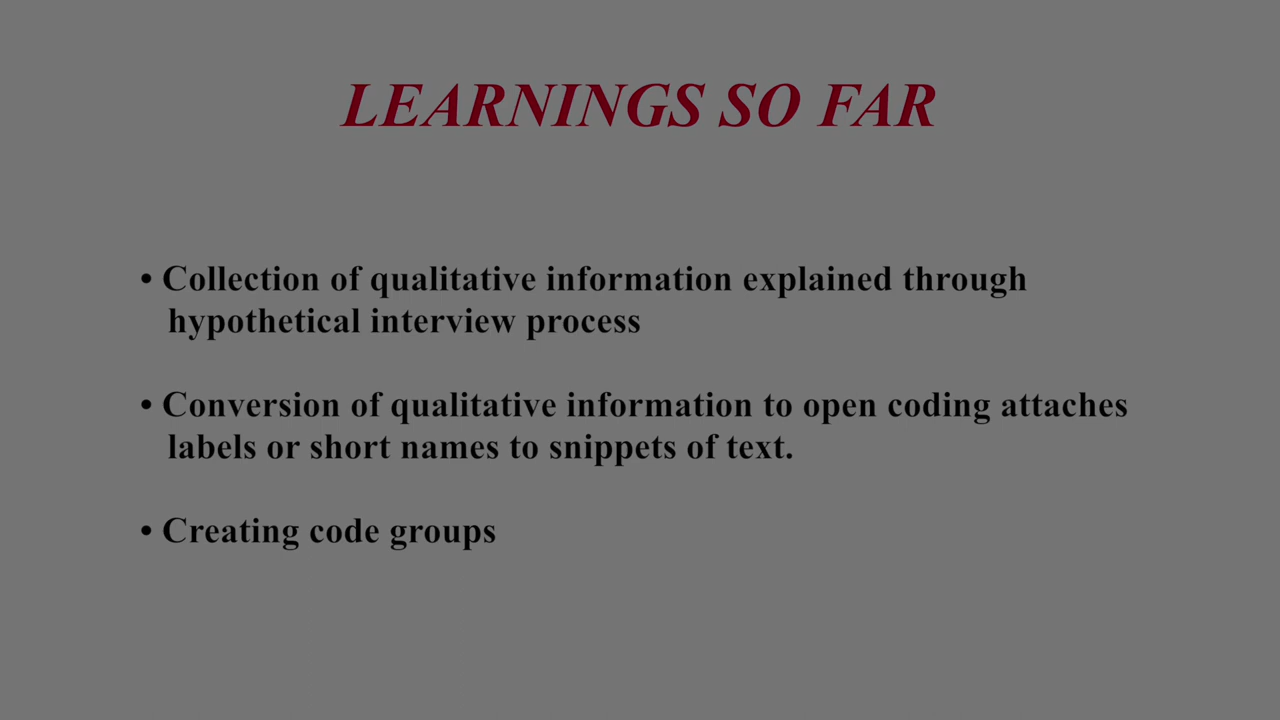 LEARNINGS SO FAR
• Collection of qualitative information explained through
hypothetical interview process
• Conversion of qualitative information to open coding attaches
labels or short names to snippets of text.
• Creating code groups